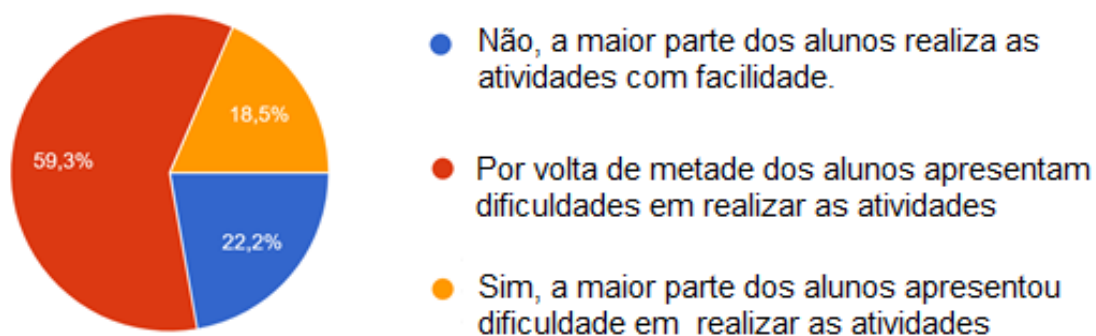 59,3%
18,5%
22,2%
Não, a maior parte dos alunos realiza as
atividades com facilidade.
Por volta de metade dos alunos apresentam
dificuldades em realizar as atividades
Sim, a maior parte dos alunos apresentou
dificuldade em realizar as atividades